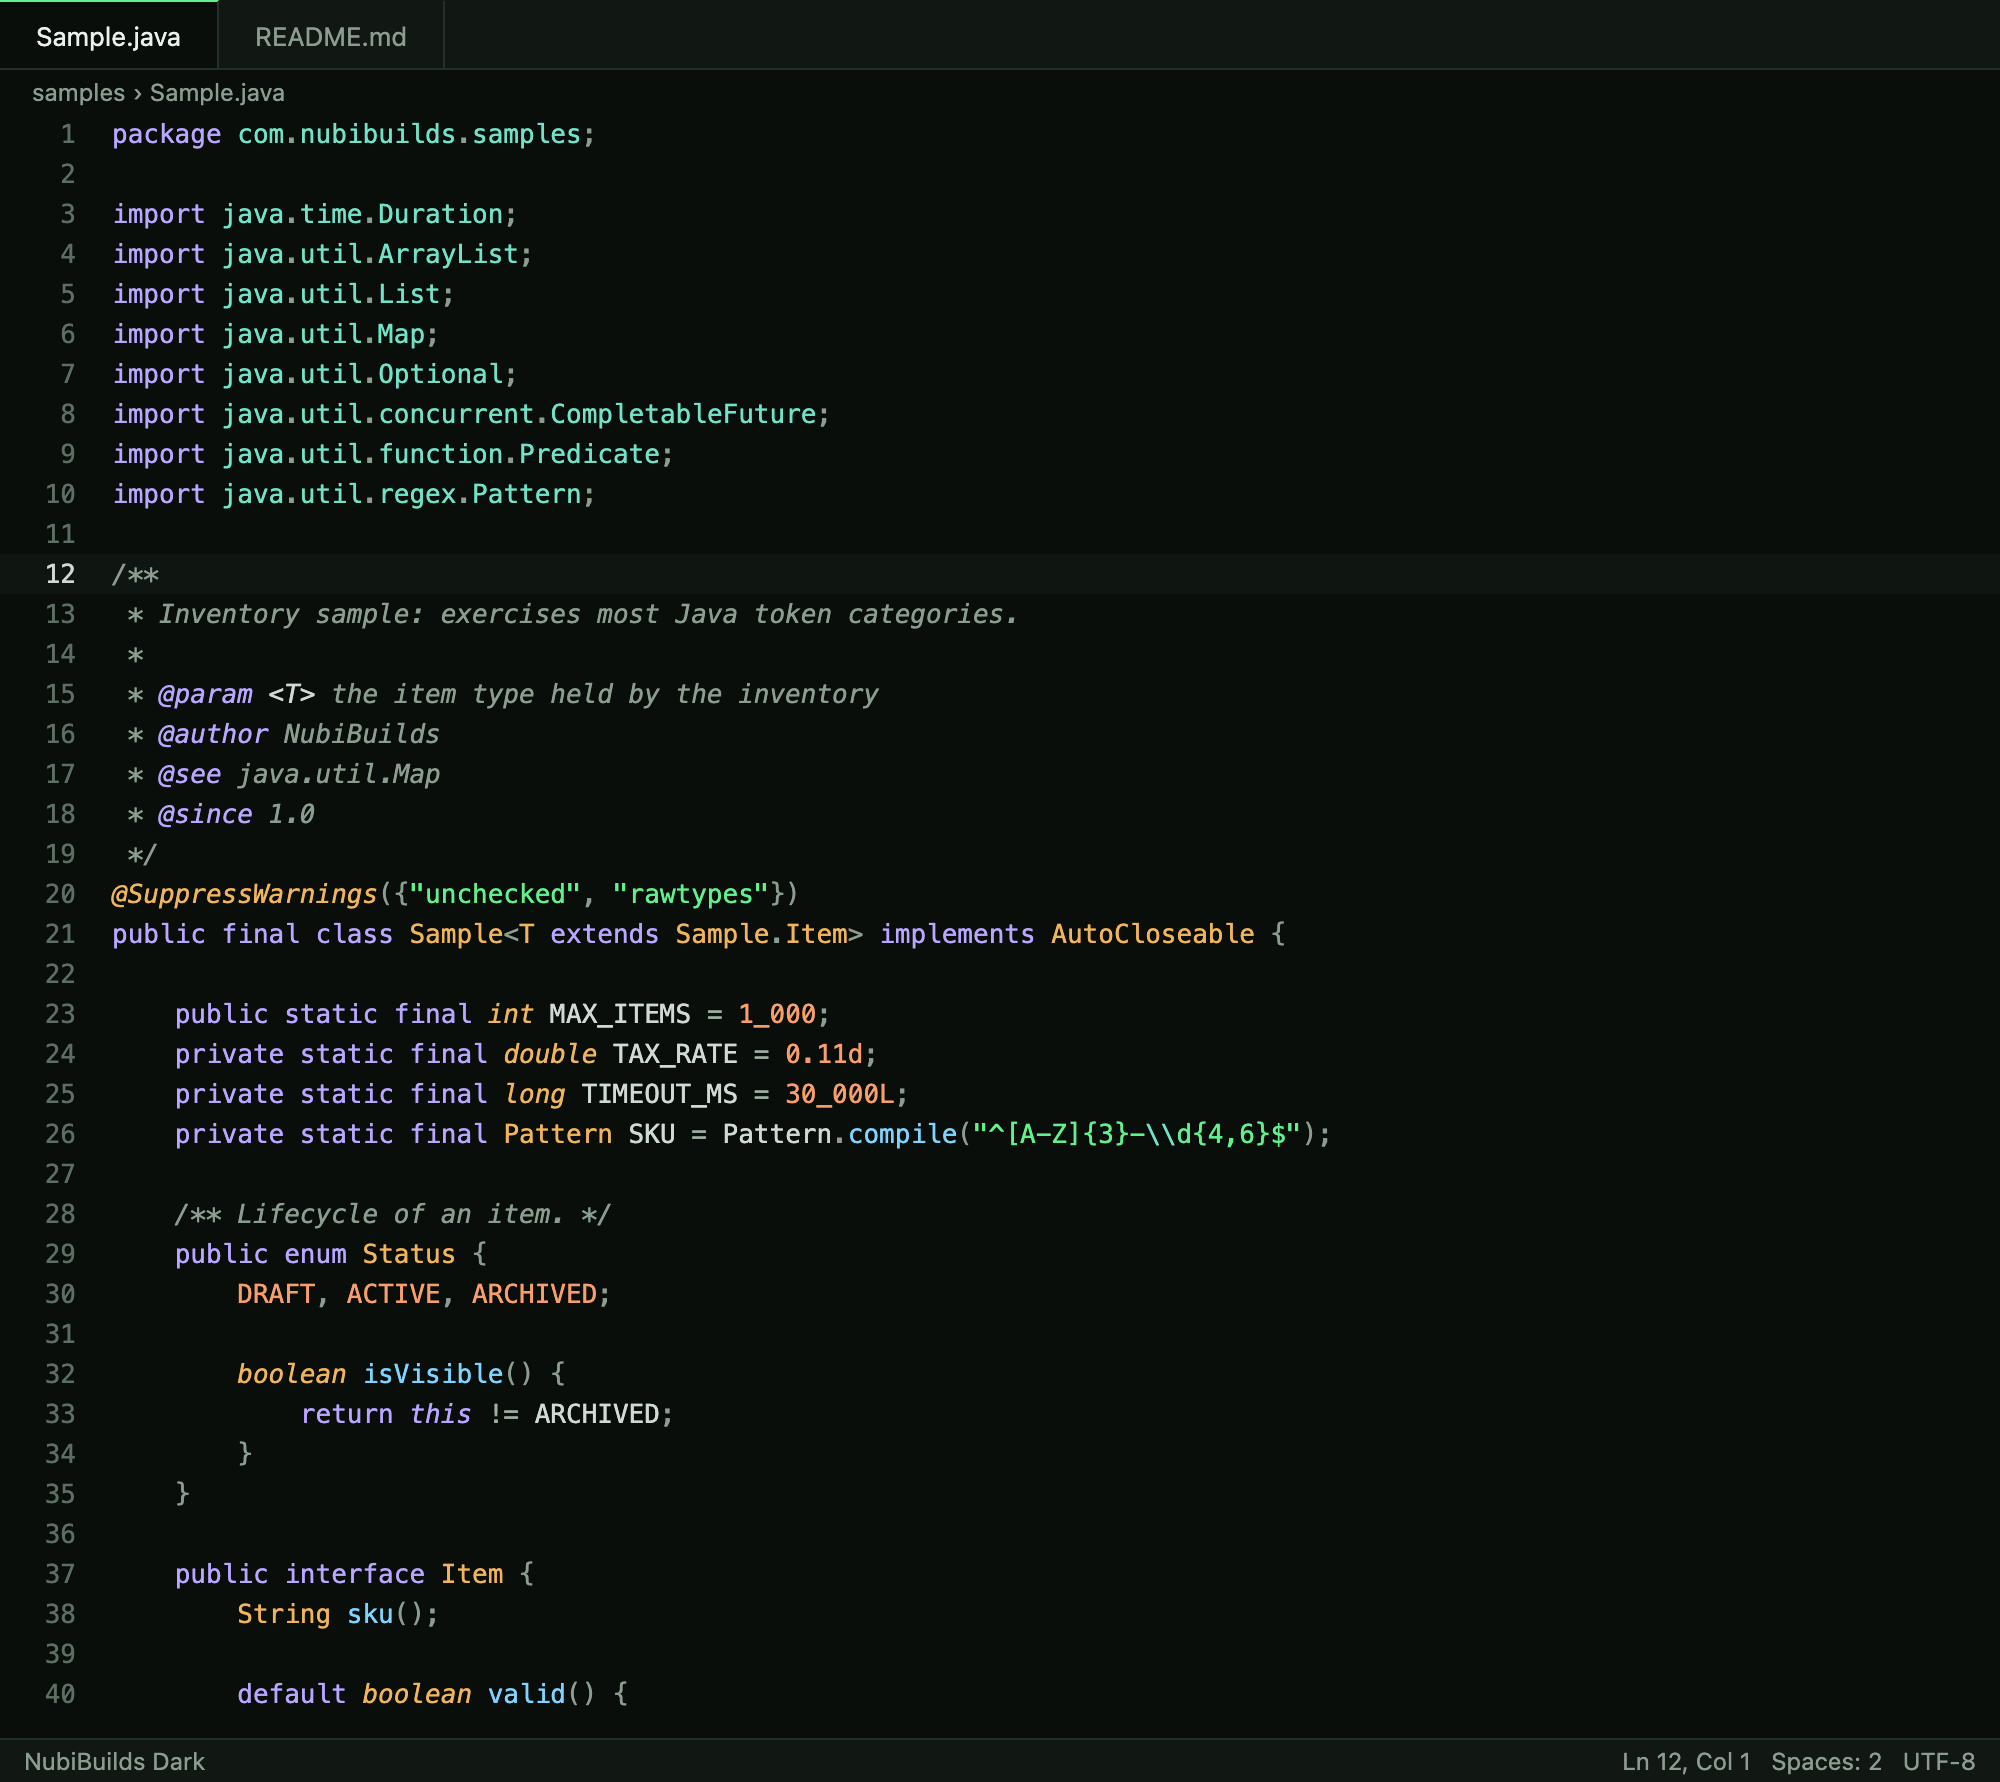 Sample.java README.md
samples › Sample.java
1 package com.nubibuilds.samples;
2
3 import java.time.Duration;
4 import java.util.ArrayList;
5 import java.util.List;
6 import java.util.Map;
7 import java.util.Optional;
8 import java.util.concurrent.CompletableFuture;
9 import java.util.function.Predicate;
10 import java.util.regex.Pattern;
11
12 /**
13  * Inventory sample: exercises most Java token categories.
14  *
15  * @param <T> the item type held by the inventory
16  * @author NubiBuilds
17  * @see java.util.Map
18  * @since 1.0
19  */
20 @SuppressWarnings({"unchecked", "rawtypes"})
21 public final class Sample<T extends Sample.Item> implements AutoCloseable {
22
23     public static final int MAX_ITEMS = 1_000;
24     private static final double TAX_RATE = 0.11d;
25     private static final long TIMEOUT_MS = 30_000L;
26     private static final Pattern SKU = Pattern.compile("^[A-Z]{3}-\\d{4,6}$");
27
28     /** Lifecycle of an item. */
29     public enum Status {
30         DRAFT, ACTIVE, ARCHIVED;
31
32         boolean isVisible() {
33             return this != ARCHIVED;
34         }
35     }
36
37     public interface Item {
38         String sku();
39
40         default boolean valid() {
NubiBuilds Dark Ln 12, Col 1 Spaces: 2 UTF-8